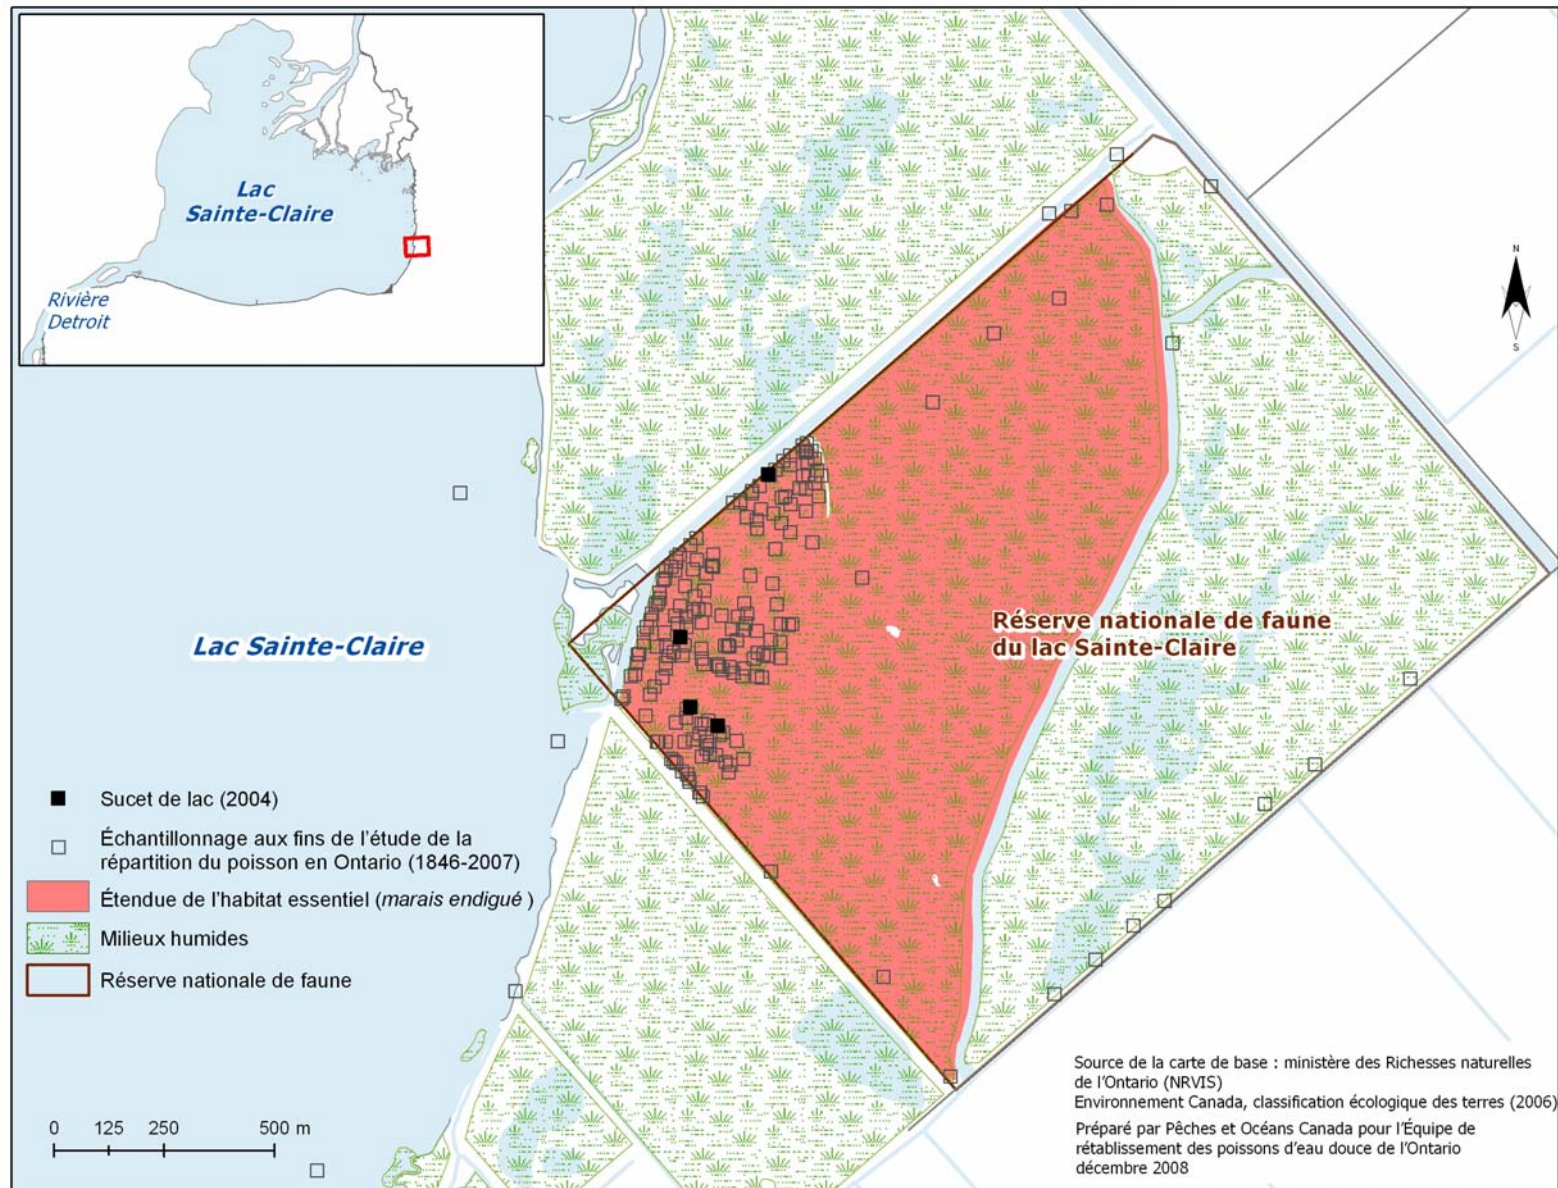 Lac
Sainte-Claire
Rivière
Detroit
N
S
Réserve nationale de faune
du lac Sainte-Claire
Lac Sainte-Claire
Sucet de lac (2004)
Échantillonnage aux fins de l'étude de la
répartition du poisson en Ontario (1846-2007)
Étendue de l'habitat essentiel (marais endigué )
Milieux humides
Réserve nationale de faune
0 125 250 500 m
Source de la carte de base : ministère des Richesses naturelles
de l'Ontario (NRVIS)
Environnement Canada, classification écologique des terres (2006)
Préparé par Pêches et Océans Canada pour l'Équipe de
rétablissement des poissons d'eau douce de l'Ontario
décembre 2008